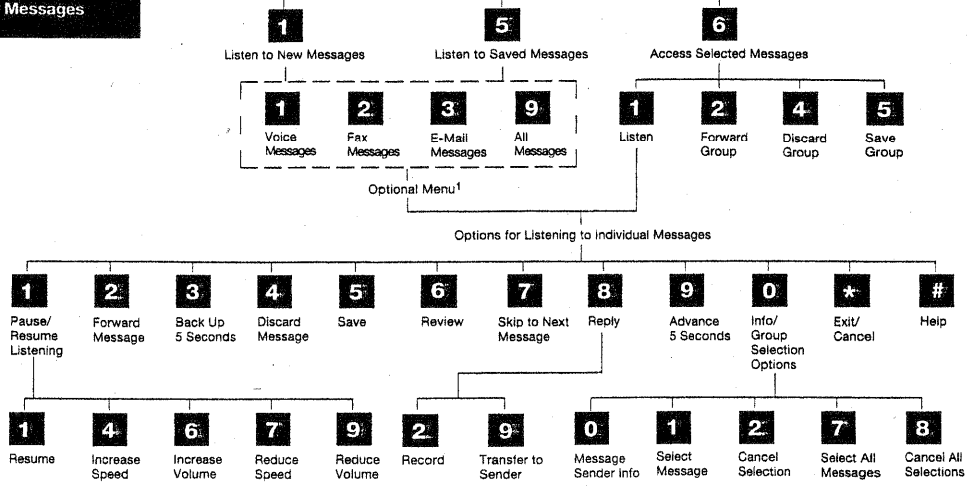 Messages
1 5 6
Listen to New Messages Listen to Saved Messages Access Selected Messages
1 2 3 9 1 2 4 5
Voice Messages Fax Messages E-Mail Messages All Messages Listen Forward Group Discard Group Save Group
Optional Menu1
Options for Listening to Individual Messages
1 2 3 4 5 6 7 8 9 0 * #
Pause/ Resume Listening Forward Message Back Up 5 Seconds Discard Message Save Review Skip to Next Message Reply Advance 5 Seconds Info/ Group Selection Options Exit/ Cancel Help
1 4 6 7 9 2 9 0 1 2 7 8
Resume Increase Speed Increase Volume Reduce Speed Reduce Volume Record Transfer to Sender Message Sender Info Select Message Cancel Selection Select All Messages Cancel All Selections